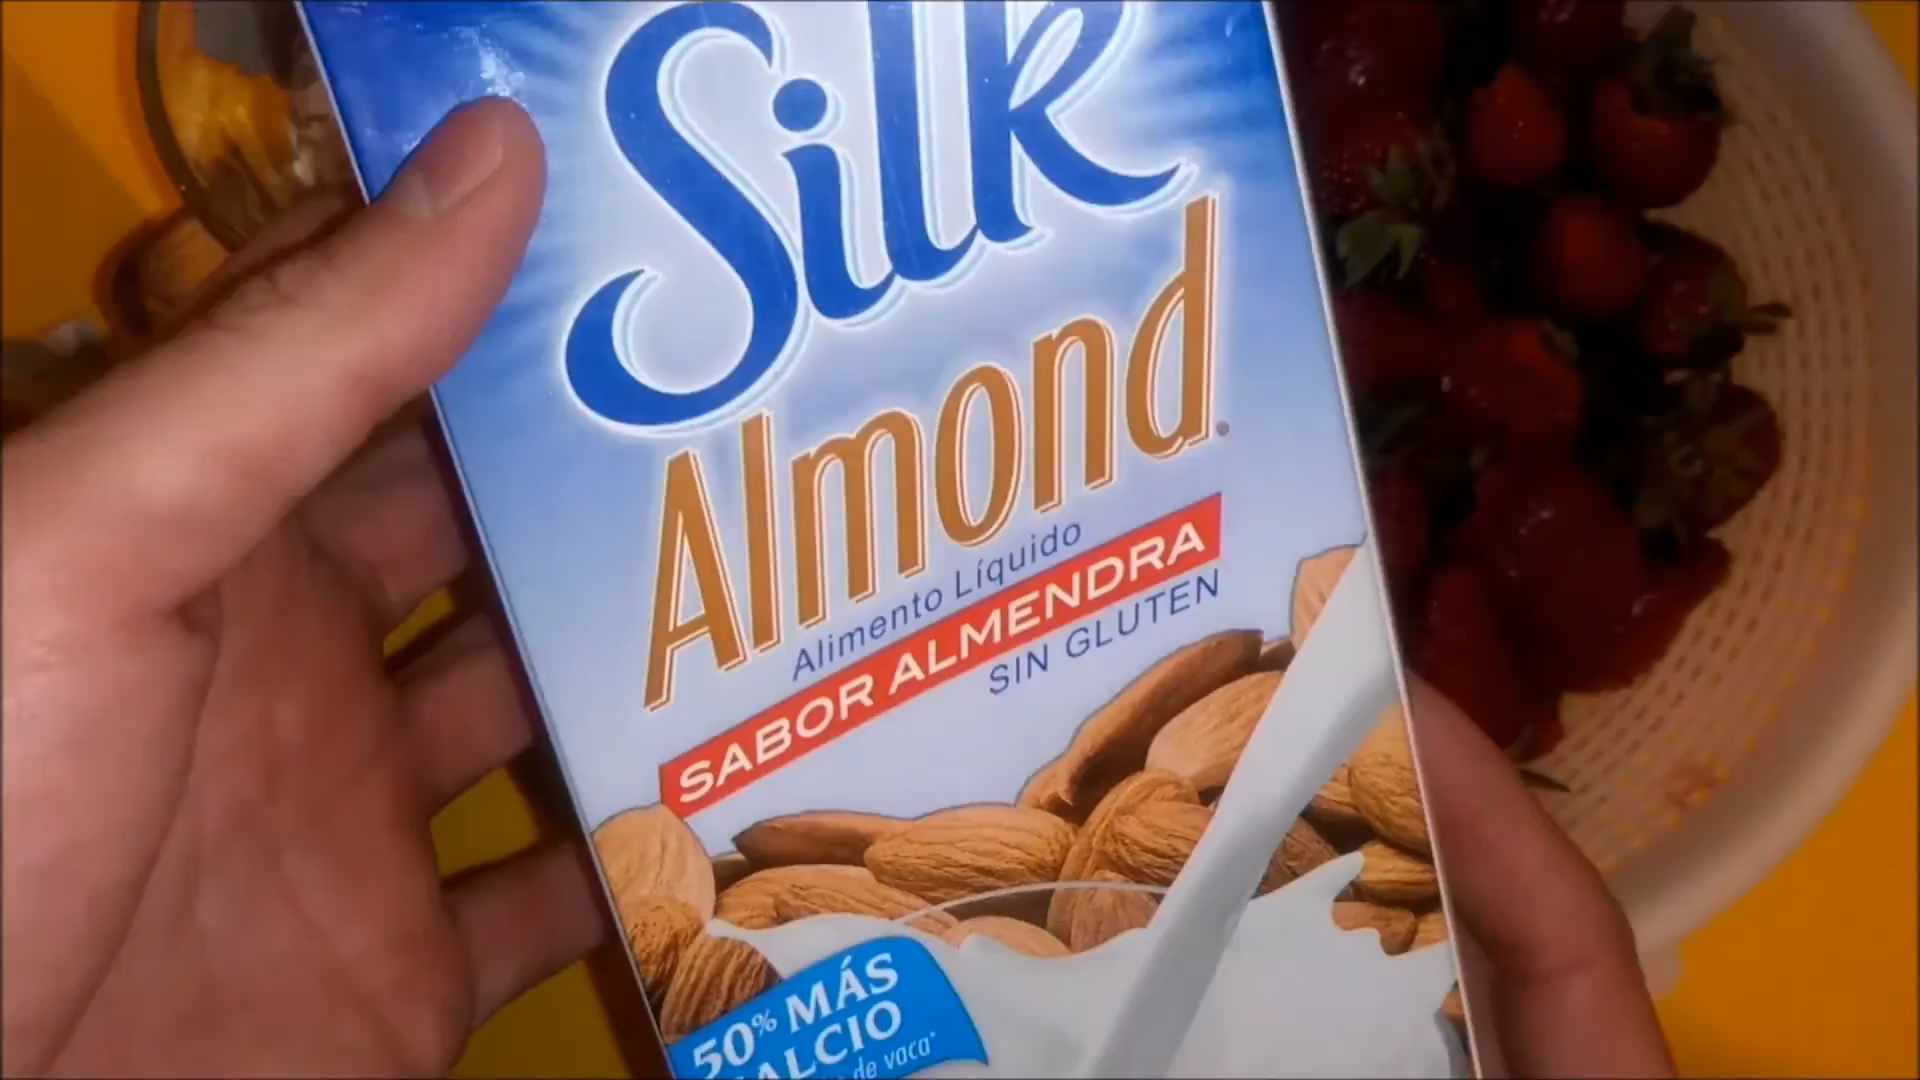 Silk
Almond
Alimento Líquido
SABOR ALMENDRA
SIN GLUTEN
50% MÁS
de vaca*